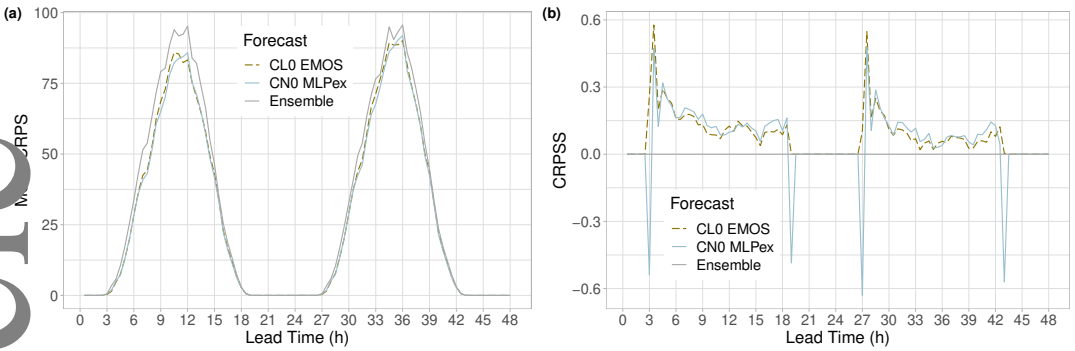 (a)
100
75
50
25
0
CRPS
Forecast
CL0 EMOS
CN0 MLPex
Ensemble
0 3 6 9 12 15 18 21 24 27 30 33 36 39 42 45 48
Lead Time (h)
(b)
0.6
0.3
0.0
−0.3
−0.6
CRPSS
Forecast
CL0 EMOS
CN0 MLPex
Ensemble
0 3 6 9 12 15 18 21 24 27 30 33 36 39 42 45 48
Lead Time (h)